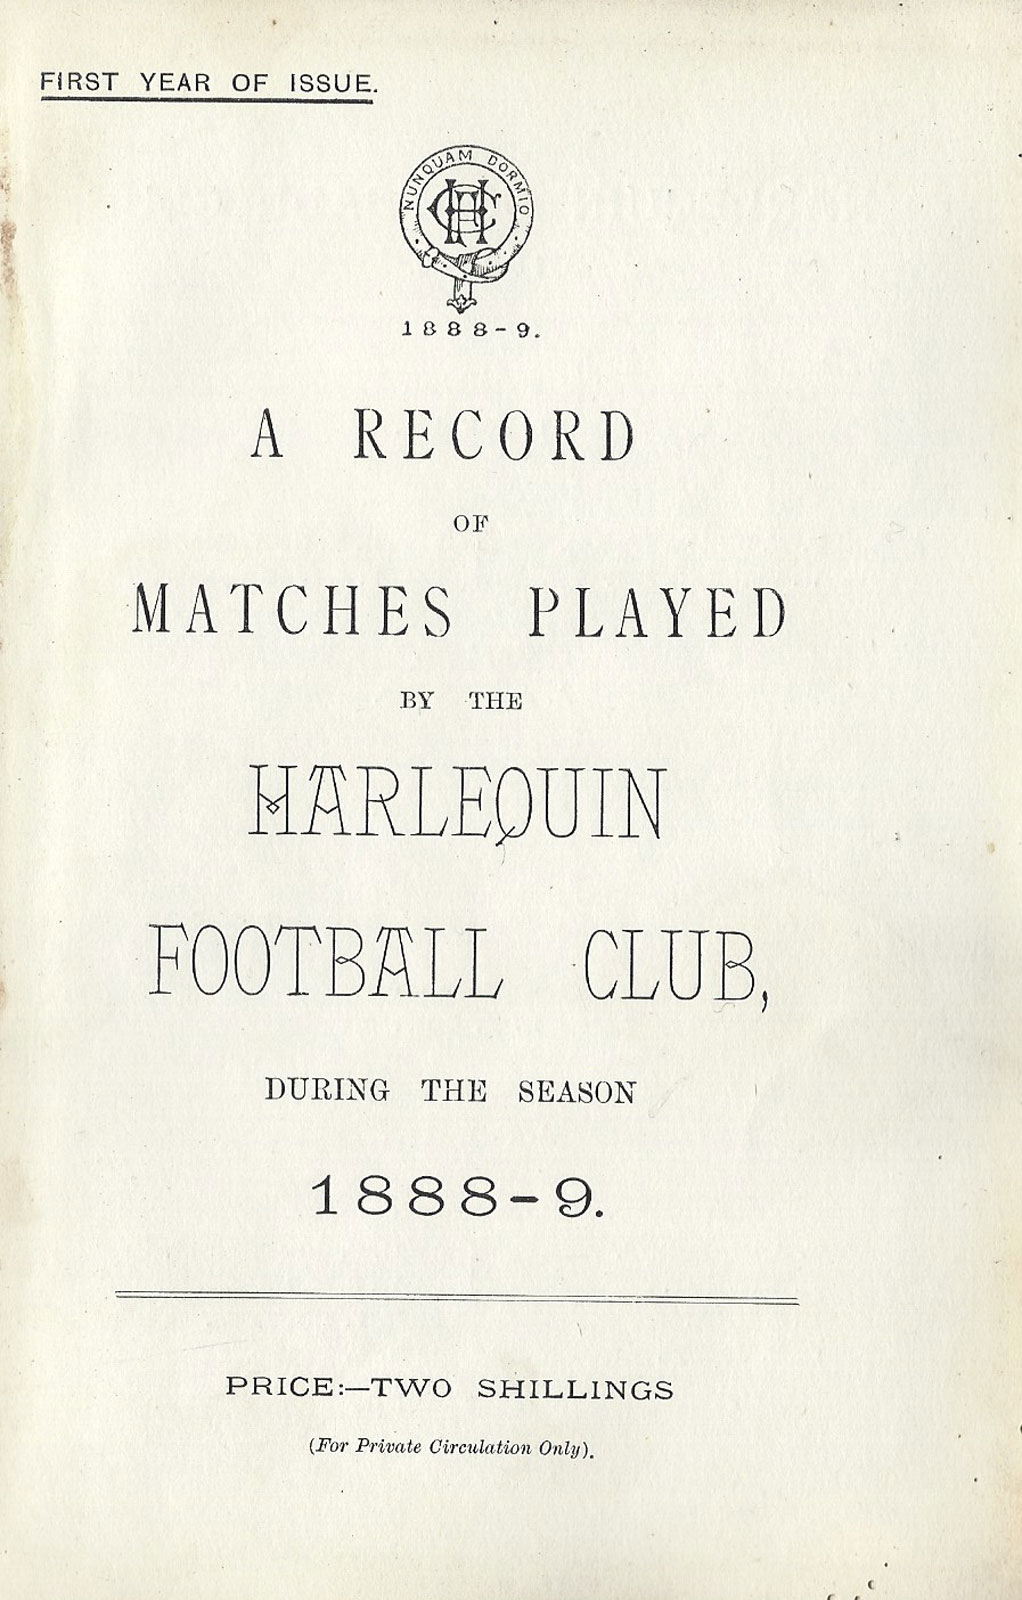 FIRST YEAR OF ISSUE.
"NUNQUAM DORMIO"
HFC
1888-9.
A RECORD
OF
MATCHES PLAYED
BY THE
HARLEQUIN
FOOTBALL CLUB,
DURING THE SEASON
1888-9.
PRICE:—TWO SHILLINGS
(For Private Circulation Only).